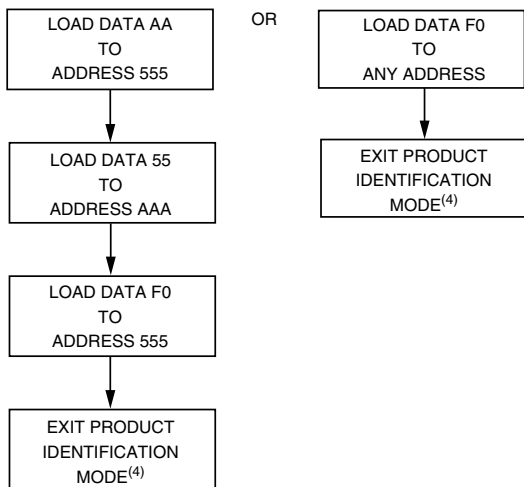 LOAD DATA AA
TO
ADDRESS 555
LOAD DATA 55
TO
ADDRESS AAA
LOAD DATA F0
TO
ADDRESS 555
EXIT PRODUCT
IDENTIFICATION
MODE(4)
OR
LOAD DATA F0
TO
ANY ADDRESS
EXIT PRODUCT
IDENTIFICATION
MODE(4)